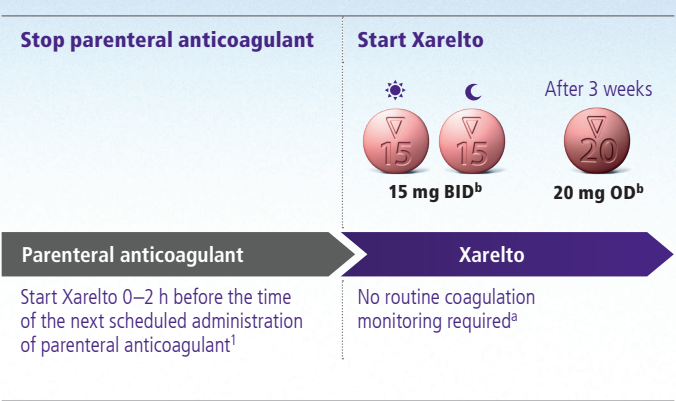 Stop parenteral anticoagulant
Start Xarelto
After 3 weeks
15
15
20
15 mg BIDb
20 mg ODb
Parenteral anticoagulant
Xarelto
Start Xarelto 0–2 h before the time
of the next scheduled administration
of parenteral anticoagulant1
No routine coagulation
monitoring requireda